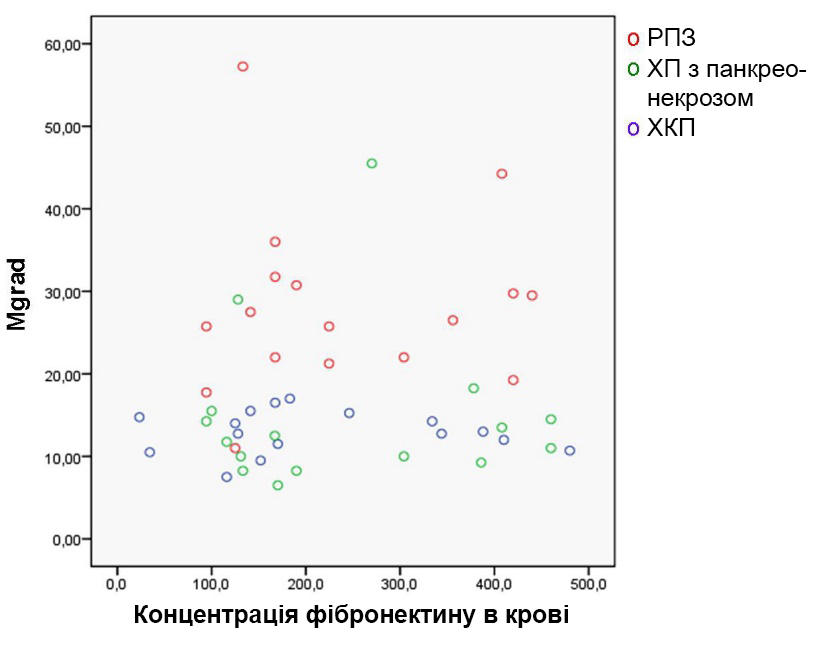 РПЗ
ХП з панкрео-
некрозом
ХКП
60,00
50,00
40,00
30,00
20,00
10,00
0,00
Mgrad
0,0 100,0 200,0 300,0 400,0 500,0
Концентрація фібронектину в крові